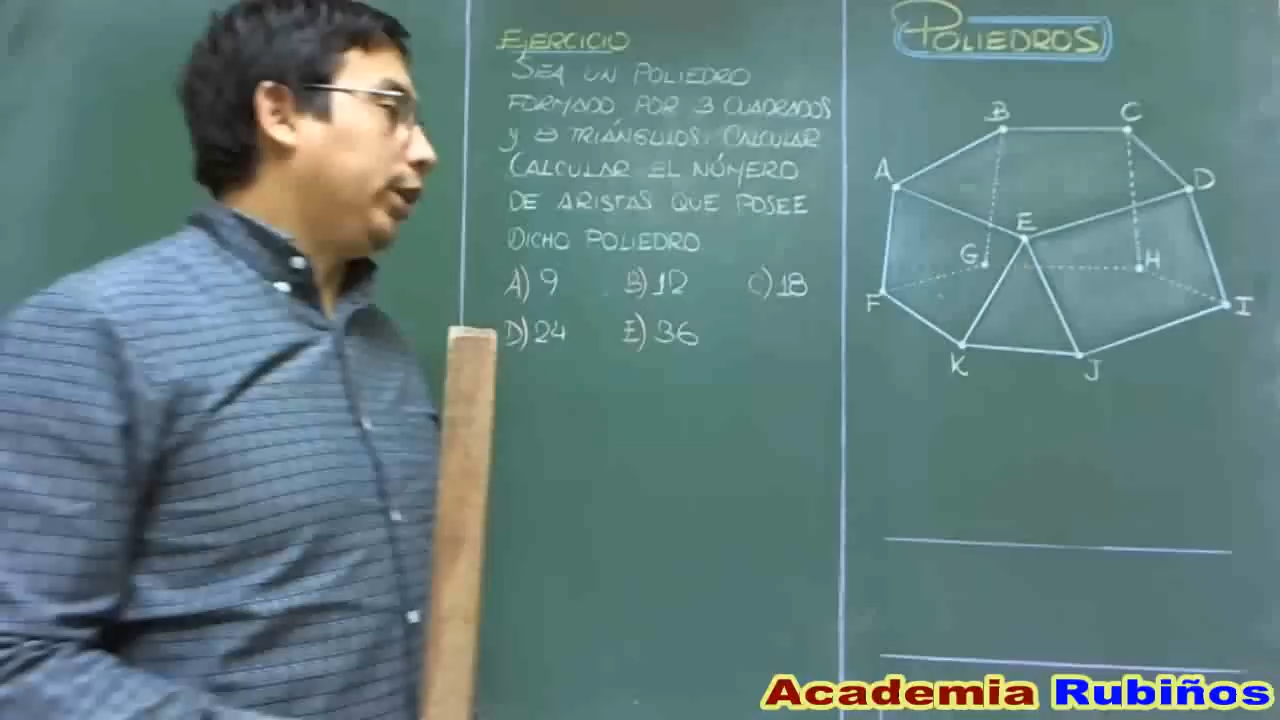 EJERCICIO
SEA UN POLIEDRO
FORMADO POR 3 CUADRADOS
Y TRIÁNGULOS. CALCULAR
CALCULAR EL NÚMERO
DE ARISTAS QUE POSEE
DICHO POLIEDRO
A) 9 B) 12 C) 18
D) 24 E) 36
POLIEDROS
B C
A D
E
G H
F I
K J
Academia Rubiños